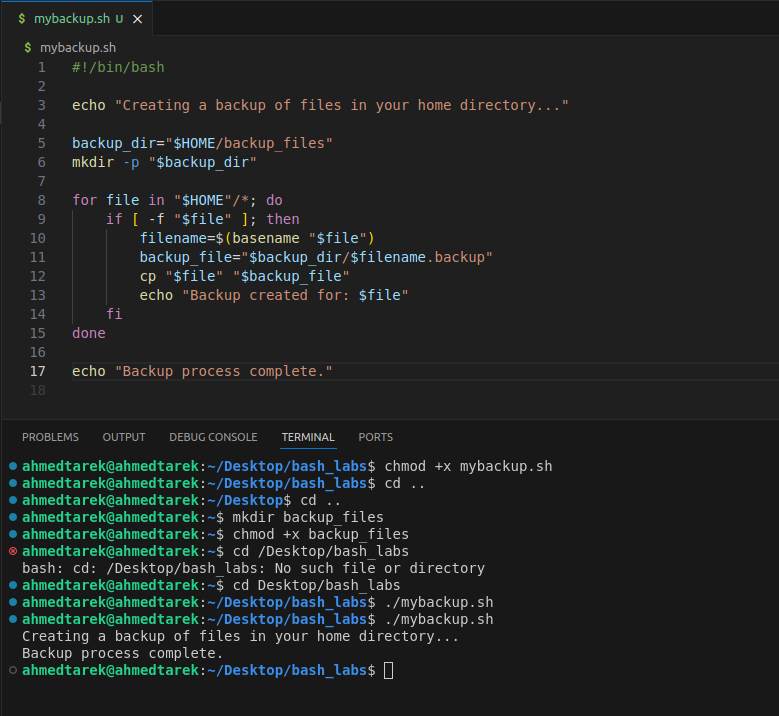 $ mybackup.sh U ×
$ mybackup.sh
1 #!/bin/bash
2
3 echo "Creating a backup of files in your home directory..."
4
5 backup_dir="$HOME/backup_files"
6 mkdir -p "$backup_dir"
7
8 for file in "$HOME"/*; do
9 if [ -f "$file" ]; then
10 filename=$(basename "$file")
11 backup_file="$backup_dir/$filename.backup"
12 cp "$file" "$backup_file"
13 echo "Backup created for: $file"
14 fi
15 done
16
17 echo "Backup process complete."
18
PROBLEMS OUTPUT DEBUG CONSOLE TERMINAL PORTS
ahmedtarek@ahmedtarek:~/Desktop/bash_labs$ chmod +x mybackup.sh
ahmedtarek@ahmedtarek:~/Desktop/bash_labs$ cd ..
ahmedtarek@ahmedtarek:~/Desktop$ cd ..
ahmedtarek@ahmedtarek:~$ mkdir backup_files
ahmedtarek@ahmedtarek:~$ chmod +x backup_files
ahmedtarek@ahmedtarek:~$ cd /Desktop/bash_labs
bash: cd: /Desktop/bash_labs: No such file or directory
ahmedtarek@ahmedtarek:~$ cd Desktop/bash_labs
ahmedtarek@ahmedtarek:~/Desktop/bash_labs$ ./mybackup.sh
ahmedtarek@ahmedtarek:~/Desktop/bash_labs$ ./mybackup.sh
Creating a backup of files in your home directory...
Backup process complete.
ahmedtarek@ahmedtarek:~/Desktop/bash_labs$